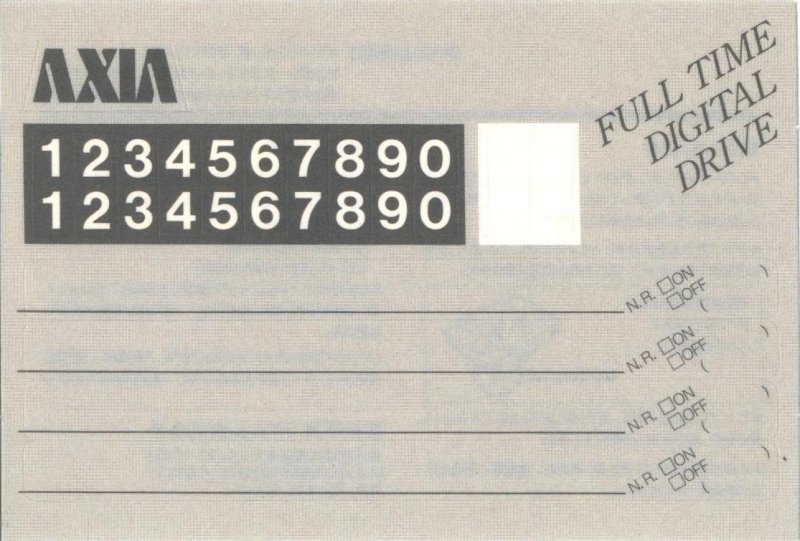 AXIA
FULL TIME
DIGITAL
DRIVE
1234567890
1234567890
N.R. □ON
□OFF
( )
N.R. □ON
□OFF
( )
N.R. □ON
□OFF
( )
N.R. □ON
□OFF
( )